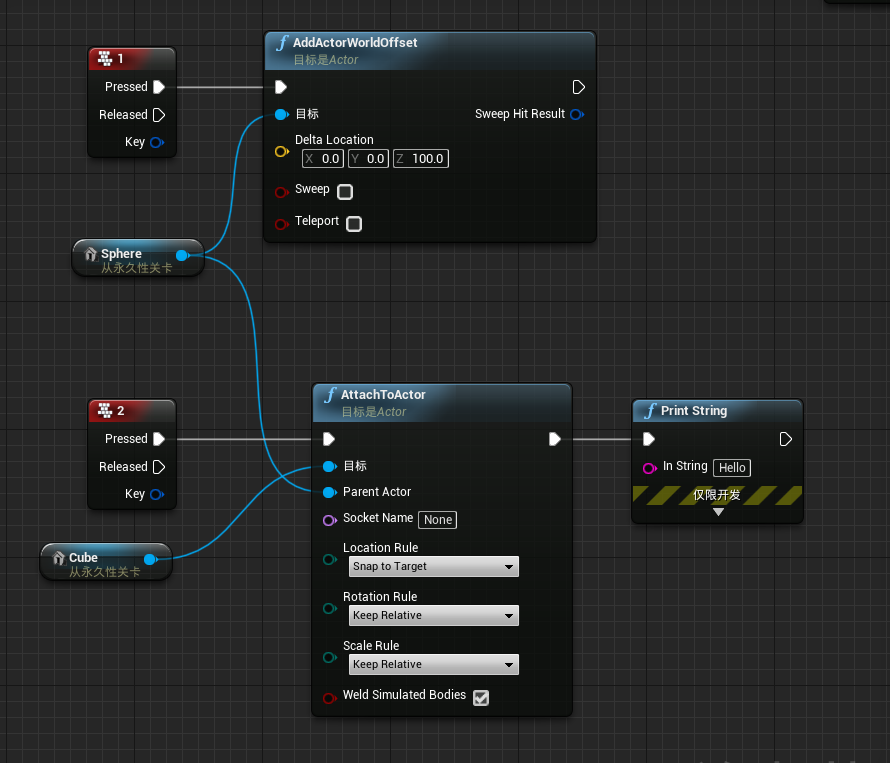 AddActorWorldOffset
目标是Actor
1
Pressed
Released
Key
目标
Sweep Hit Result
Delta Location
X 0.0 Y 0.0 Z 100.0
Sweep
Teleport
Sphere
从永久性关卡
2
Pressed
Released
Key
AttachToActor
目标是Actor
目标
Parent Actor
Socket Name None
Location Rule
Snap to Target
Rotation Rule
Keep Relative
Scale Rule
Keep Relative
Weld Simulated Bodies
Print String
In String Hello
仅限开发
Cube
从永久性关卡